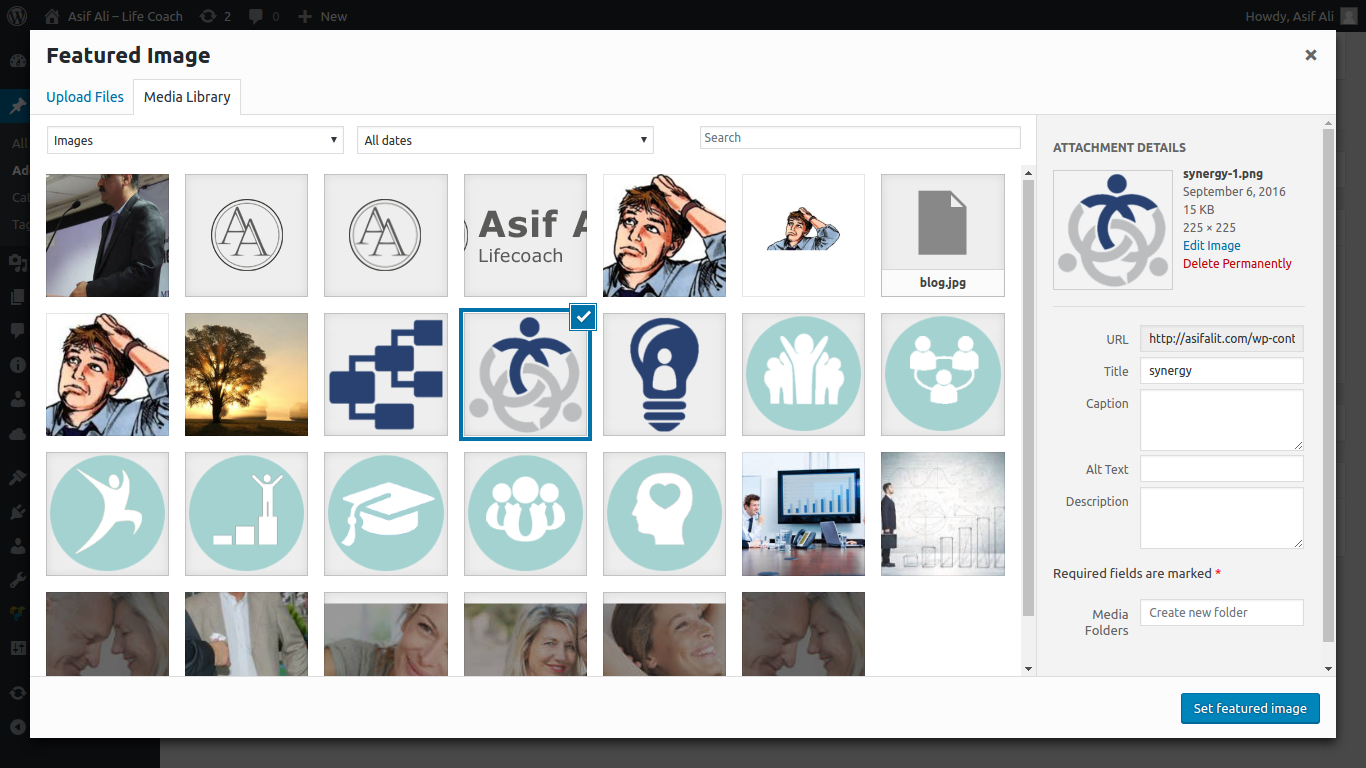 Asif Ali – Life Coach 2 0 New Howdy, Asif Ali
Featured Image
Upload Files Media Library
Images All dates Search
ATTACHMENT DETAILS
synergy-1.png
September 6, 2016
15 KB
225 × 225
Edit Image
Delete Permanently
AA
AA
Asif A
Lifecoach
blog.jpg
URL http://asifalit.com/wp-cont
Title synergy
Caption
Alt Text
Description
Required fields are marked *
Media Folders Create new folder
All
Ad
Cat
Tag
Set featured image